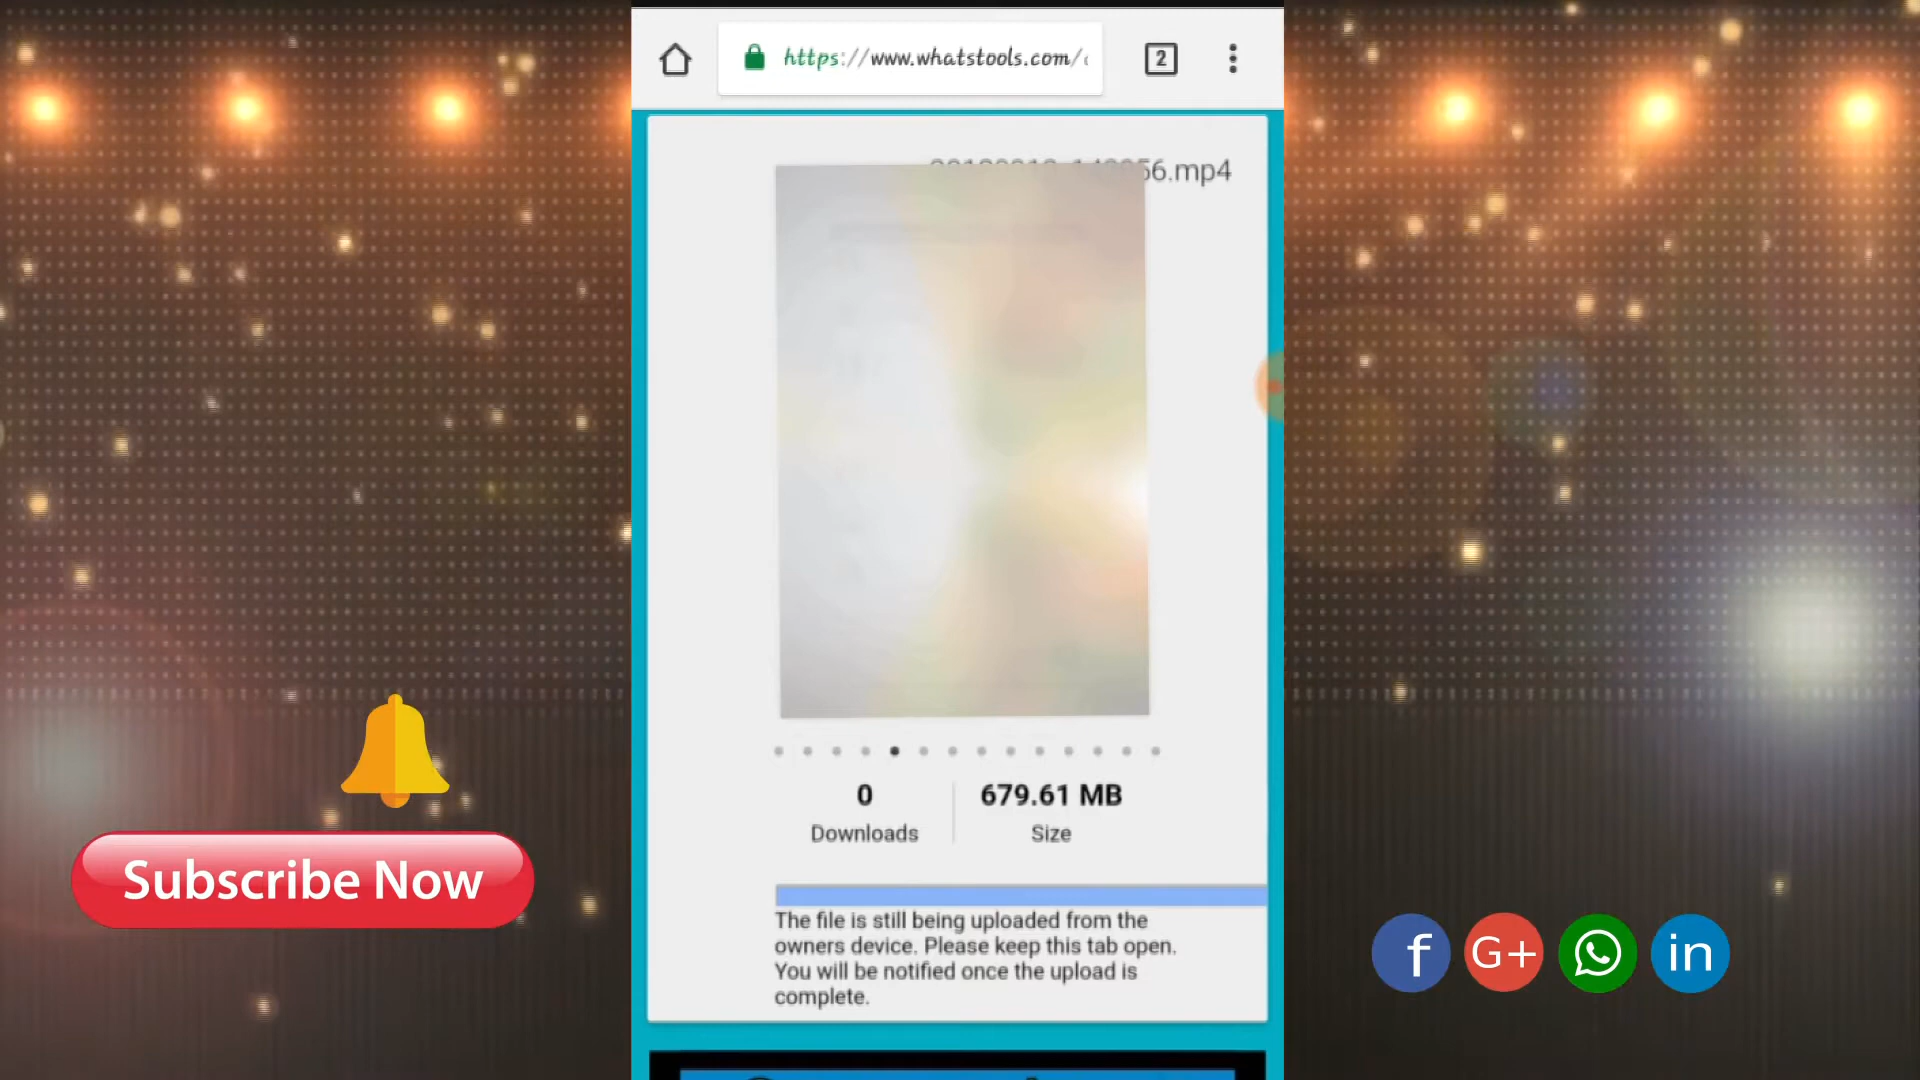 https://www.whatstools.com/
2
56.mp4
0
679.61 MB
Downloads
Size
The file is still being uploaded from the
owners device. Please keep this tab open.
You will be notified once the upload is
complete.
Subscribe Now
f
G+
in